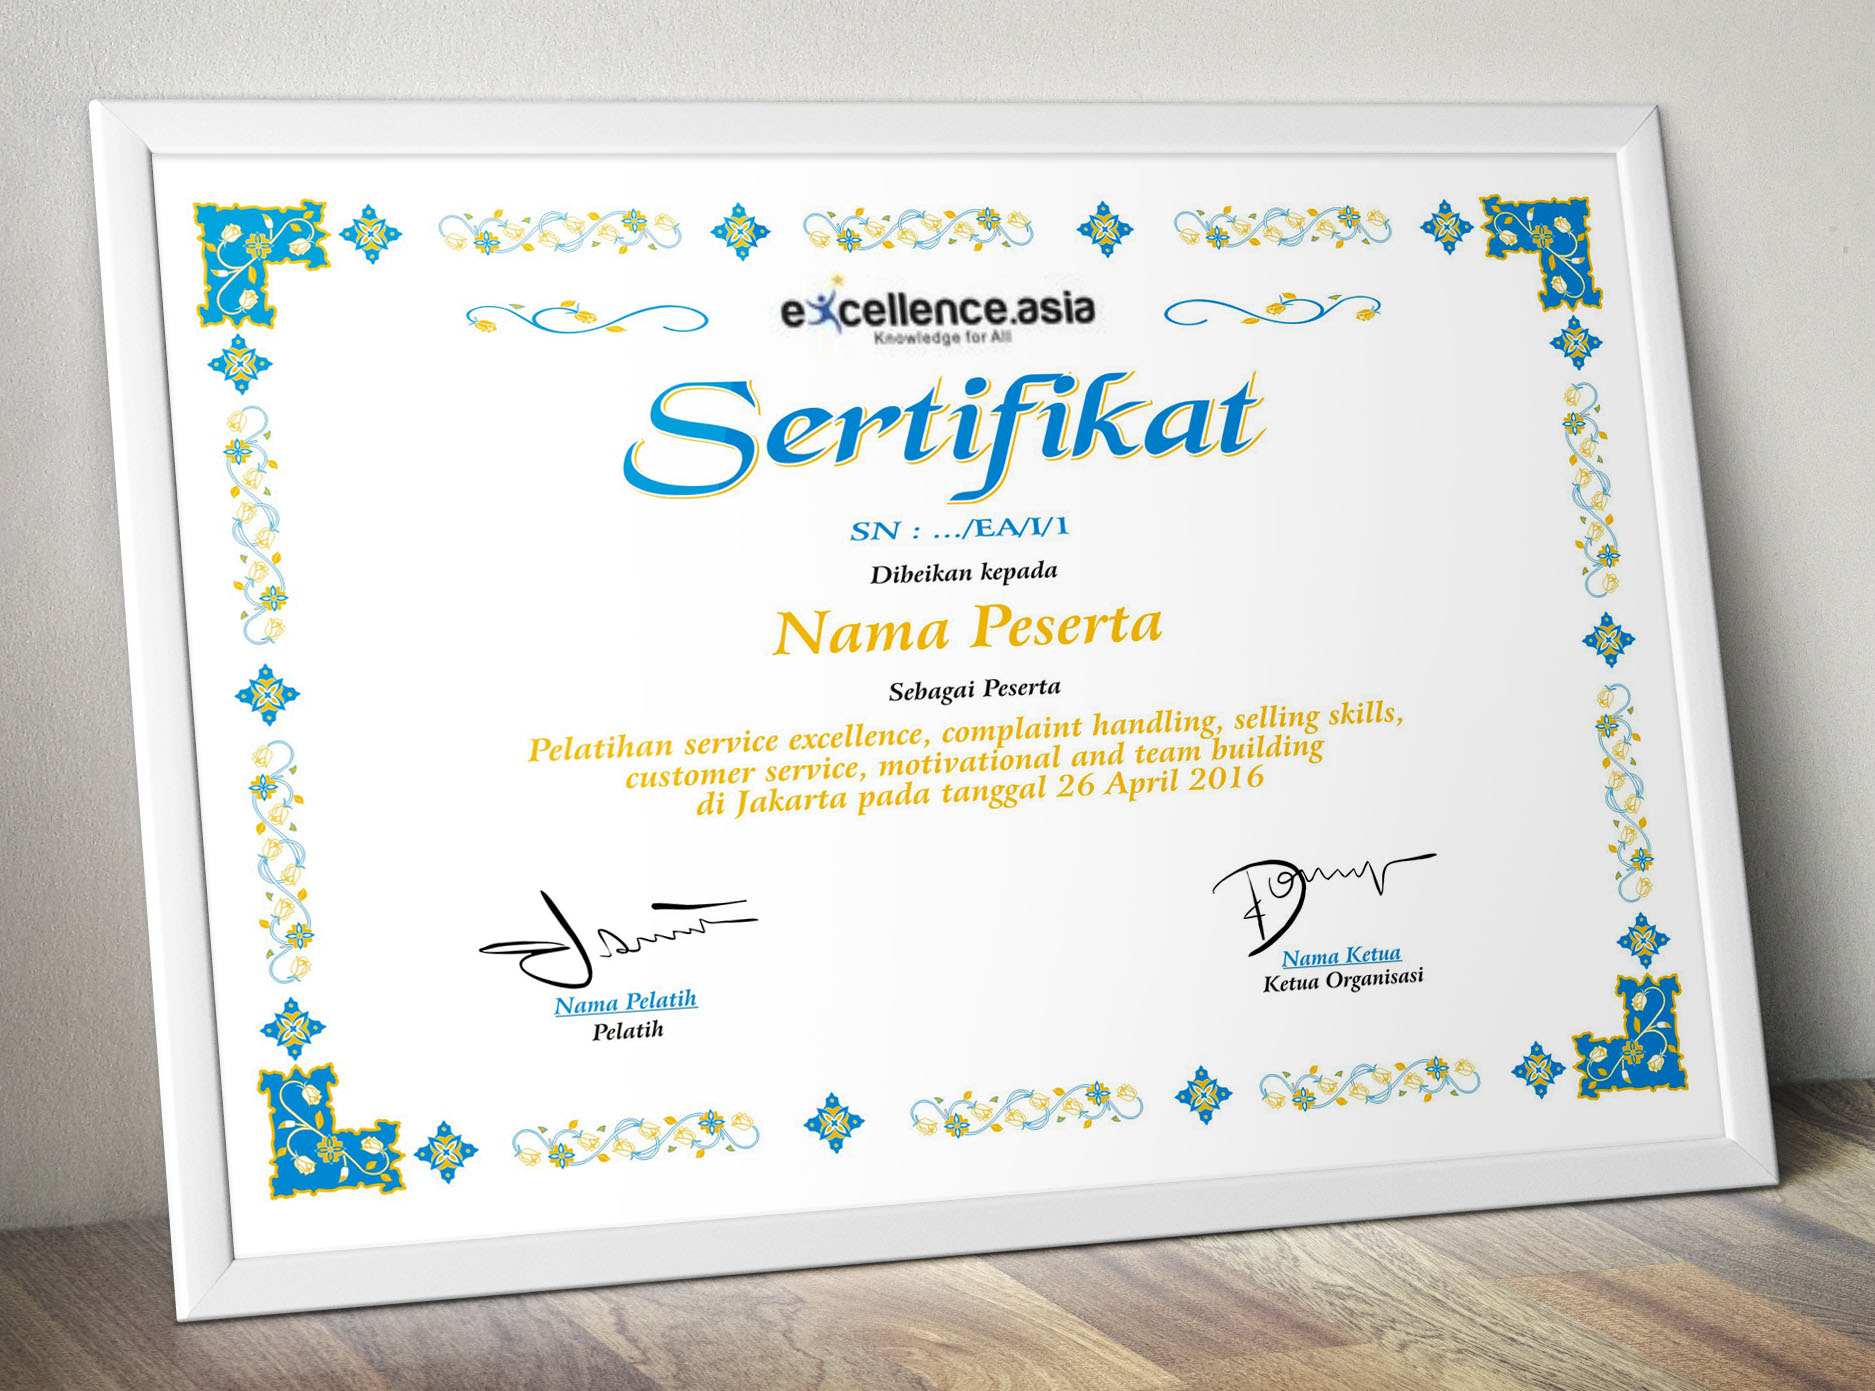 excellence.asia
Knowledge for All
Sertifikat
SN : .../EA/I/1
Dibeikan kepada
Nama Peserta
Sebagai Peserta
Pelatihan service excellence, complaint handling, selling skills,
customer service, motivational and team building
di Jakarta pada tanggal 26 April 2016
Nama Pelatih
Pelatih
Nama Ketua
Ketua Organisasi